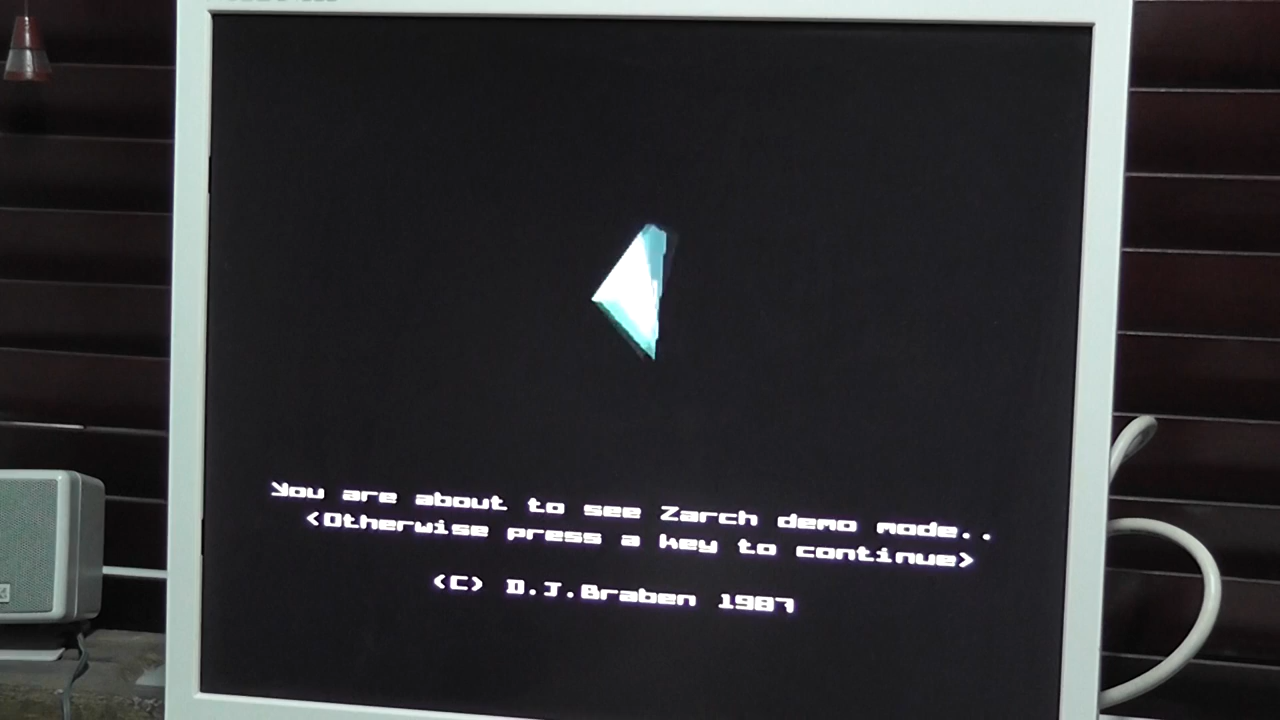 You are about to see Zarch demo mode..
<Otherwise press a key to continue>
<C> D.J.Braben 1987